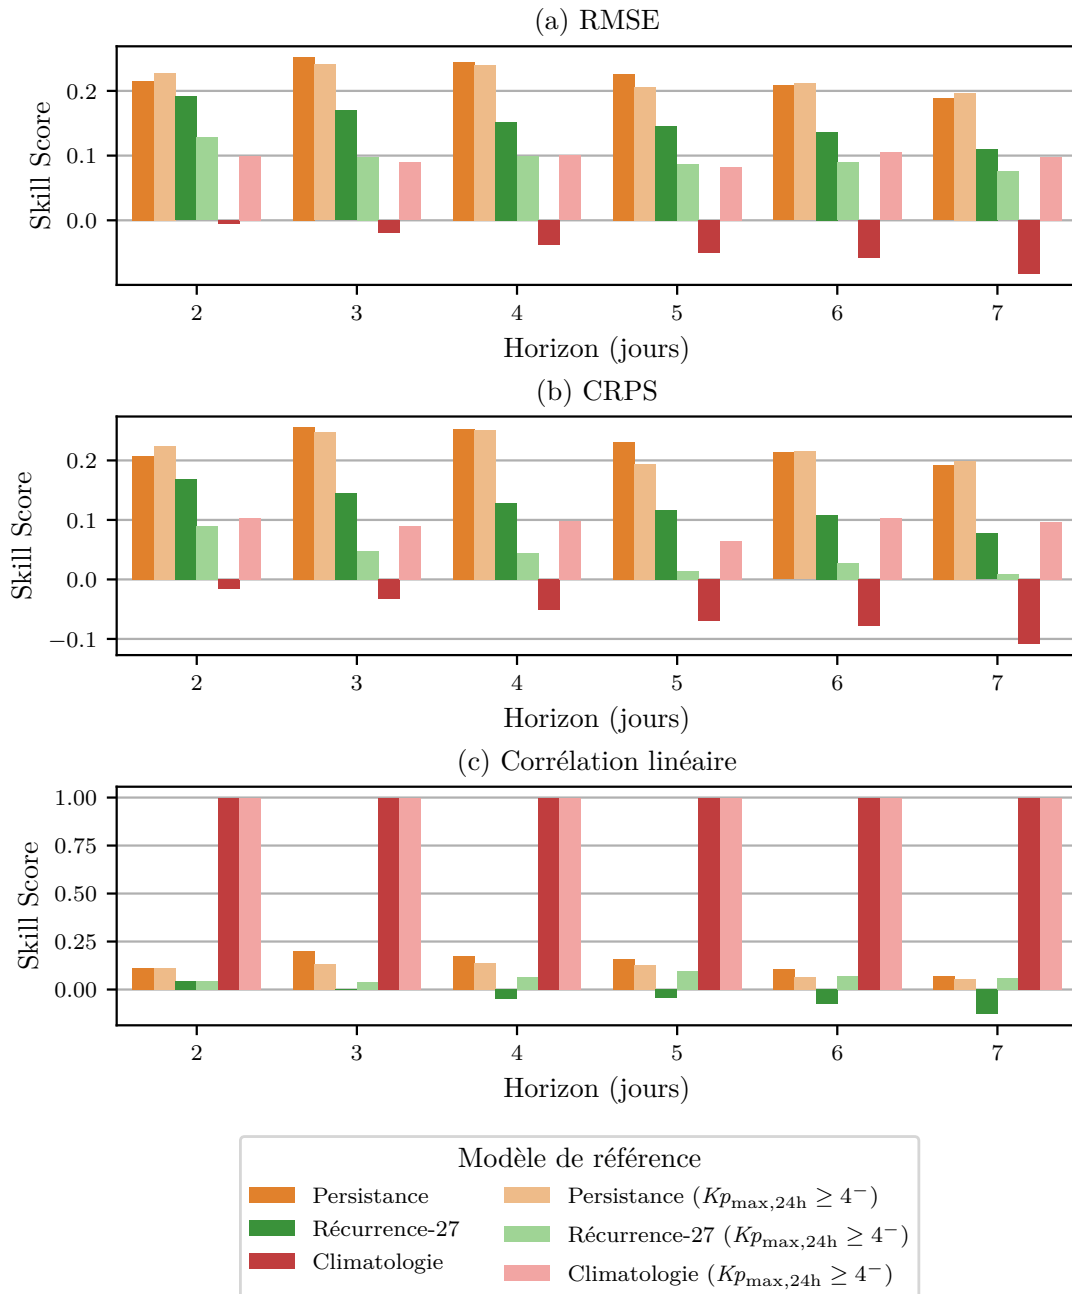 (a) RMSE
0.2
0.1
0.0
Skill Score
2 3 4 5 6 7
Horizon (jours)
(b) CRPS
0.2
0.1
0.0
−0.1
Skill Score
2 3 4 5 6 7
Horizon (jours)
(c) Corrélation linéaire
1.00
0.75
0.50
0.25
0.00
Skill Score
2 3 4 5 6 7
Horizon (jours)
Modèle de référence
Persistance
Récurrence-27
Climatologie
Persistance (Kpmax,24h ≥ 4⁻)
Récurrence-27 (Kpmax,24h ≥ 4⁻)
Climatologie (Kpmax,24h ≥ 4⁻)